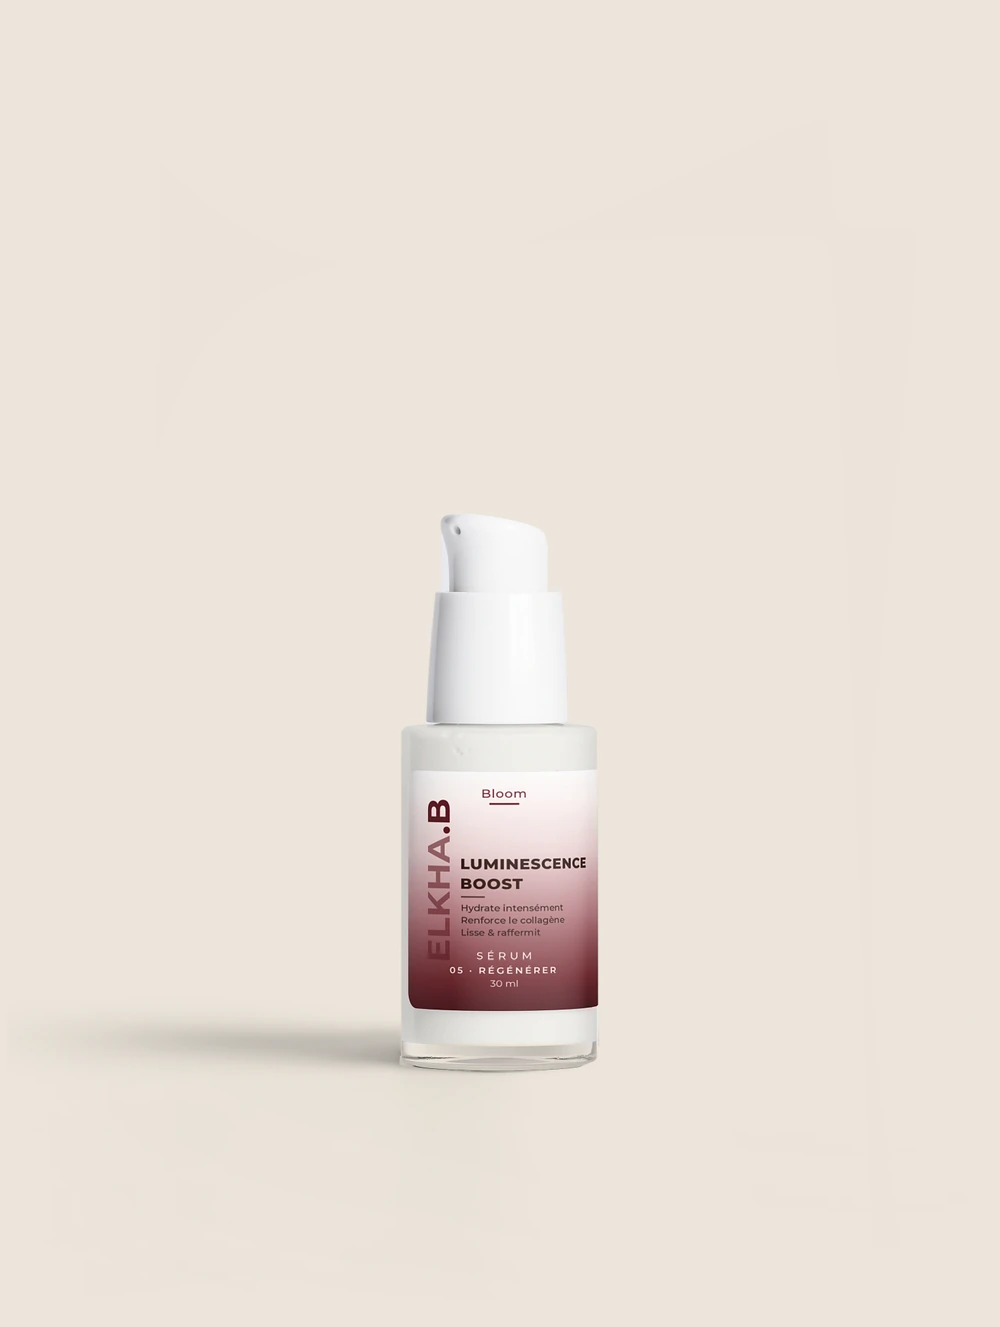 Bloom
ELKHA.B
LUMINESCENCE
BOOST
Hydrate intensément
Renforce le collagène
Lisse & raffermit
SÉRUM
05 · RÉGÉNÉRER
30 ml